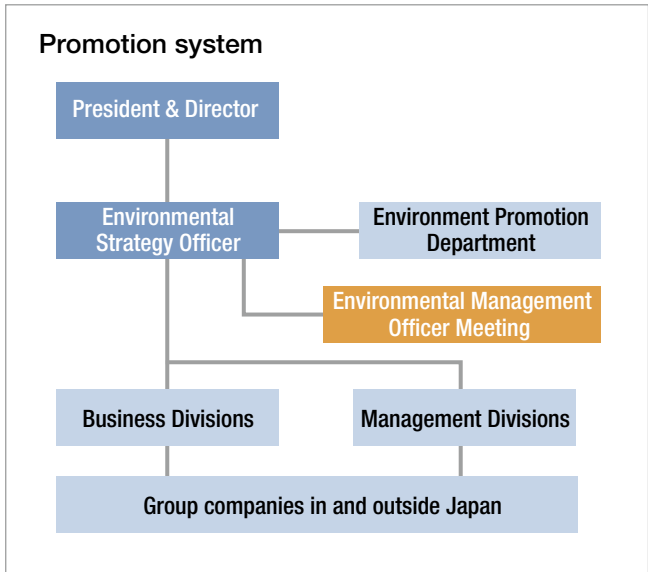 Promotion system
President & Director
Environmental
Strategy Officer
Environment Promotion
Department
Environmental Management
Officer Meeting
Business Divisions
Management Divisions
Group companies in and outside Japan